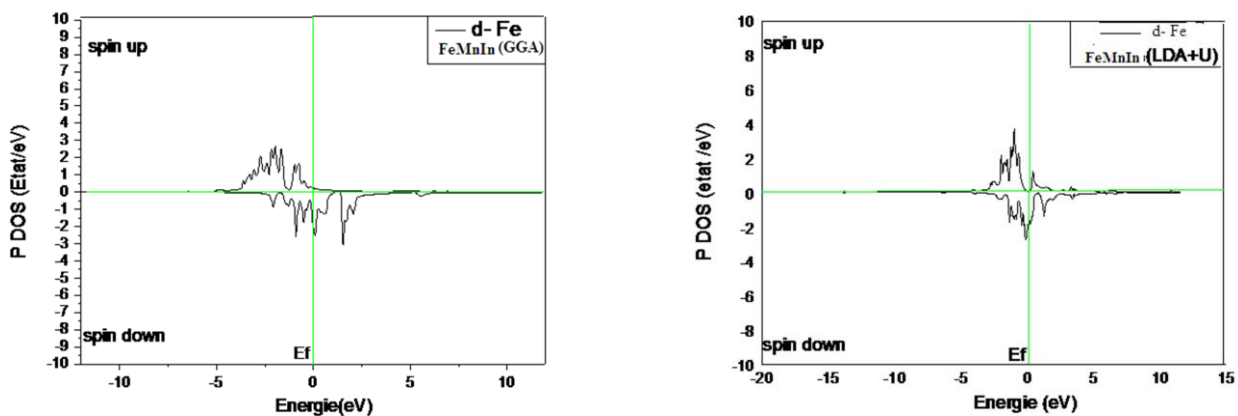 10
9
8
7
6
5
4
3
2
1
0
-1
-2
-3
-4
-5
-6
-7
-8
-9
-10
P DOS (Etat/eV)
spin up
d- Fe
FeMnIn (GGA)
spin down
Ef
-10 -5 0 5 10
Energie(eV)
10
8
6
4
2
0
-2
-4
-6
-8
-10
P DOS (etat /eV)
spin up
d- Fe
FeMnIn (LDA+U)
spin down
Ef
-20 -15 -10 -5 0 5 10 15
Energie (eV)